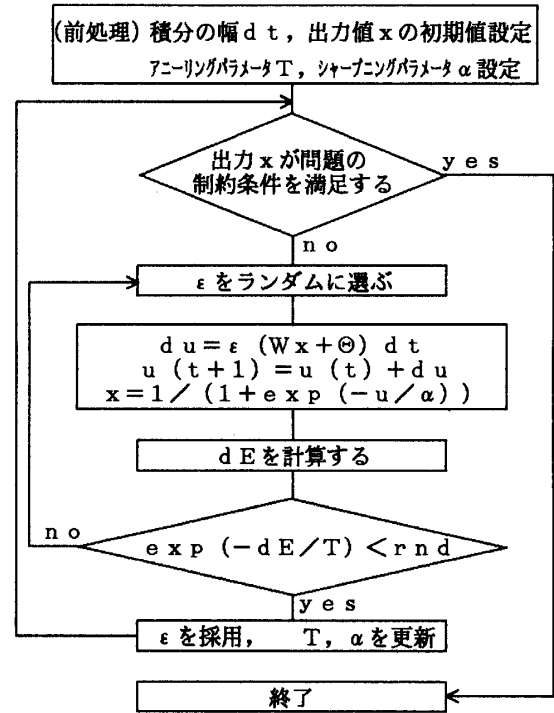 (前処理) 積分の幅dt, 出力値xの初期値設定
アニーリングパラメータT, シャープニングパラメータα設定
出力xが問題の
制約条件を満足する
yes
no
εをランダムに選ぶ
du=ε (Wx+Θ) dt
u (t+1) =u (t) +du
x=1/ (1+exp (-u/α))
dEを計算する
no
exp (-dE/T) <rnd
yes
εを採用, T, αを更新
終了